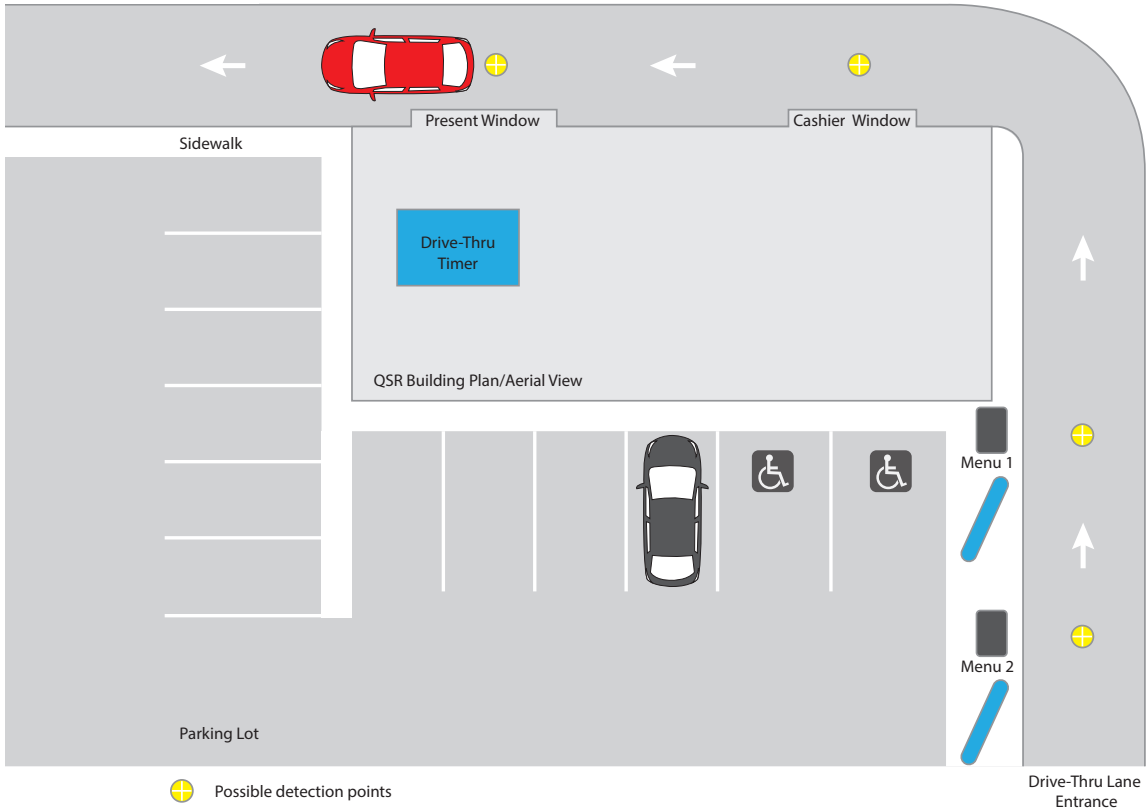 Present Window
Cashier Window
Sidewalk
Drive-Thru
Timer
QSR Building Plan/Aerial View
Menu 1
Menu 2
Parking Lot
Possible detection points
Drive-Thru Lane
Entrance